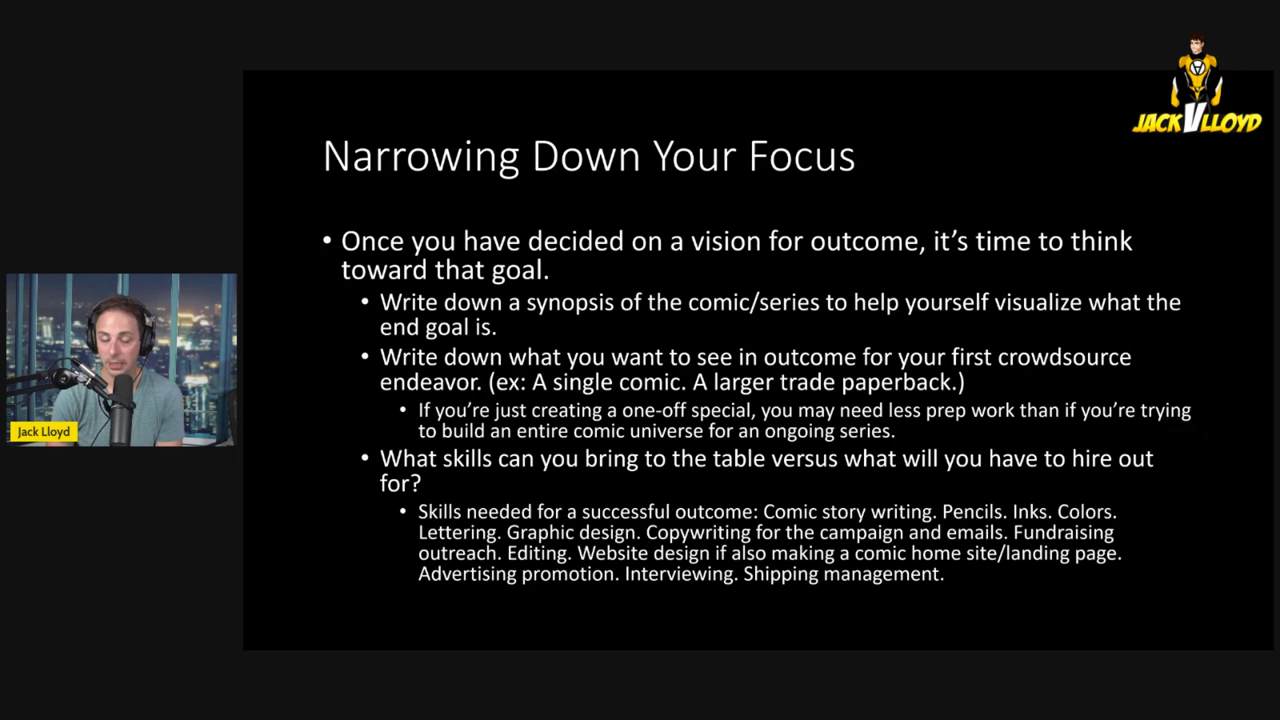 JACK V LLOYD
Narrowing Down Your Focus
• Once you have decided on a vision for outcome, it’s time to think
toward that goal.
• Write down a synopsis of the comic/series to help yourself visualize what the
end goal is.
• Write down what you want to see in outcome for your first crowdsource
endeavor. (ex: A single comic. A larger trade paperback.)
• If you’re just creating a one-off special, you may need less prep work than if you’re trying
to build an entire comic universe for an ongoing series.
• What skills can you bring to the table versus what will you have to hire out
for?
• Skills needed for a successful outcome: Comic story writing. Pencils. Inks. Colors.
Lettering. Graphic design. Copywriting for the campaign and emails. Fundraising
outreach. Editing. Website design if also making a comic home site/landing page.
Advertising promotion. Interviewing. Shipping management.
Jack Lloyd